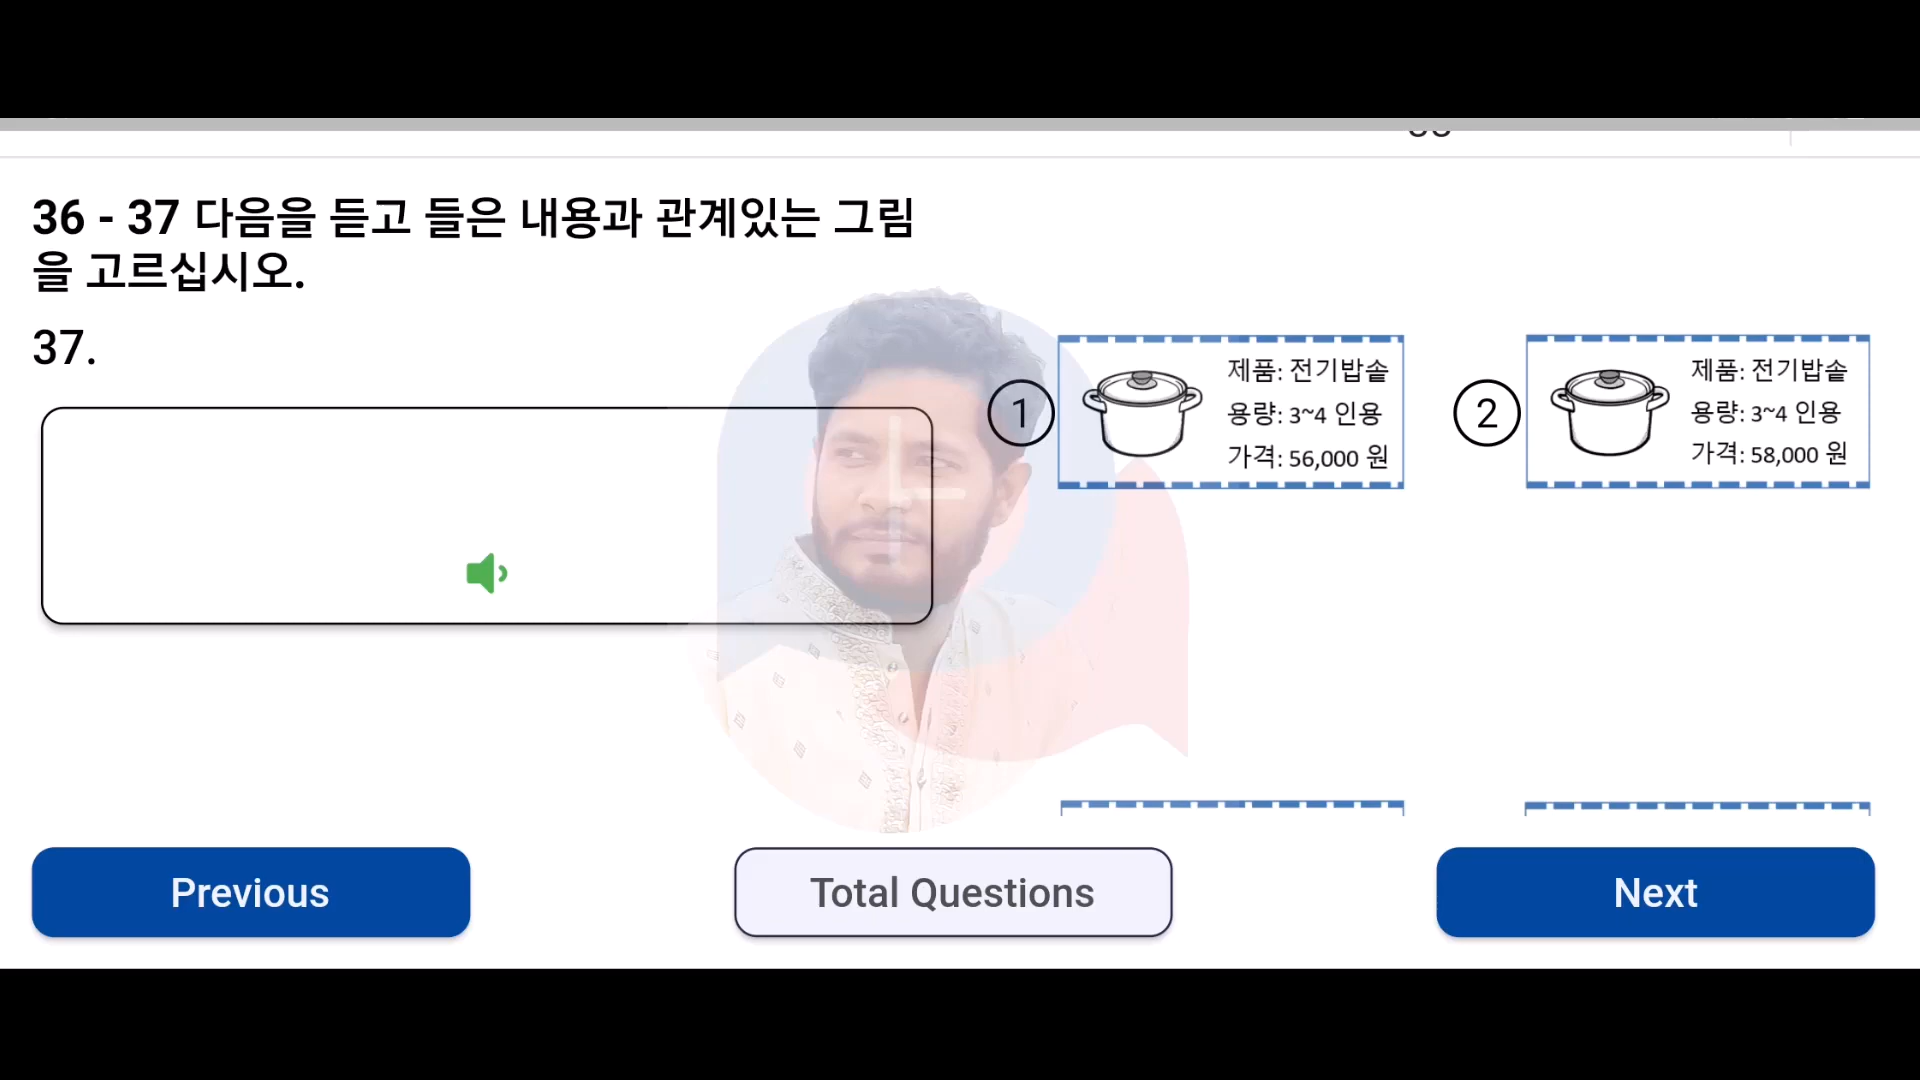 36 - 37 다음을 듣고 들은 내용과 관계있는 그림
을 고르십시오.
37.
1
제품: 전기밥솥
용량: 3~4 인용
가격: 56,000 원
2
제품: 전기밥솥
용량: 3~4 인용
가격: 58,000 원
Previous
Total Questions
Next